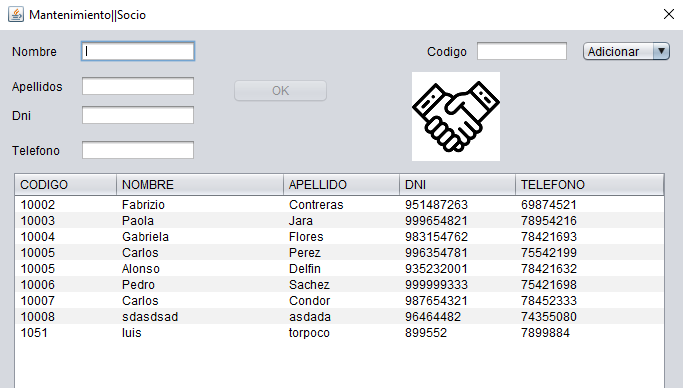 Mantenimiento||Socio
Nombre Codigo Adicionar
Apellidos OK
Dni
Telefono
CODIGO NOMBRE APELLIDO DNI TELEFONO
10002 Fabrizio Contreras 951487263 69874521
10003 Paola Jara 999654821 78954216
10004 Gabriela Flores 983154762 78421693
10005 Carlos Perez 996354781 75542199
10005 Alonso Delfin 935232001 78421632
10006 Pedro Sachez 999999333 75421698
10007 Carlos Condor 987654321 78452333
10008 sdasdsad asdada 96464482 74355080
1051 luis torpoco 899552 7899884